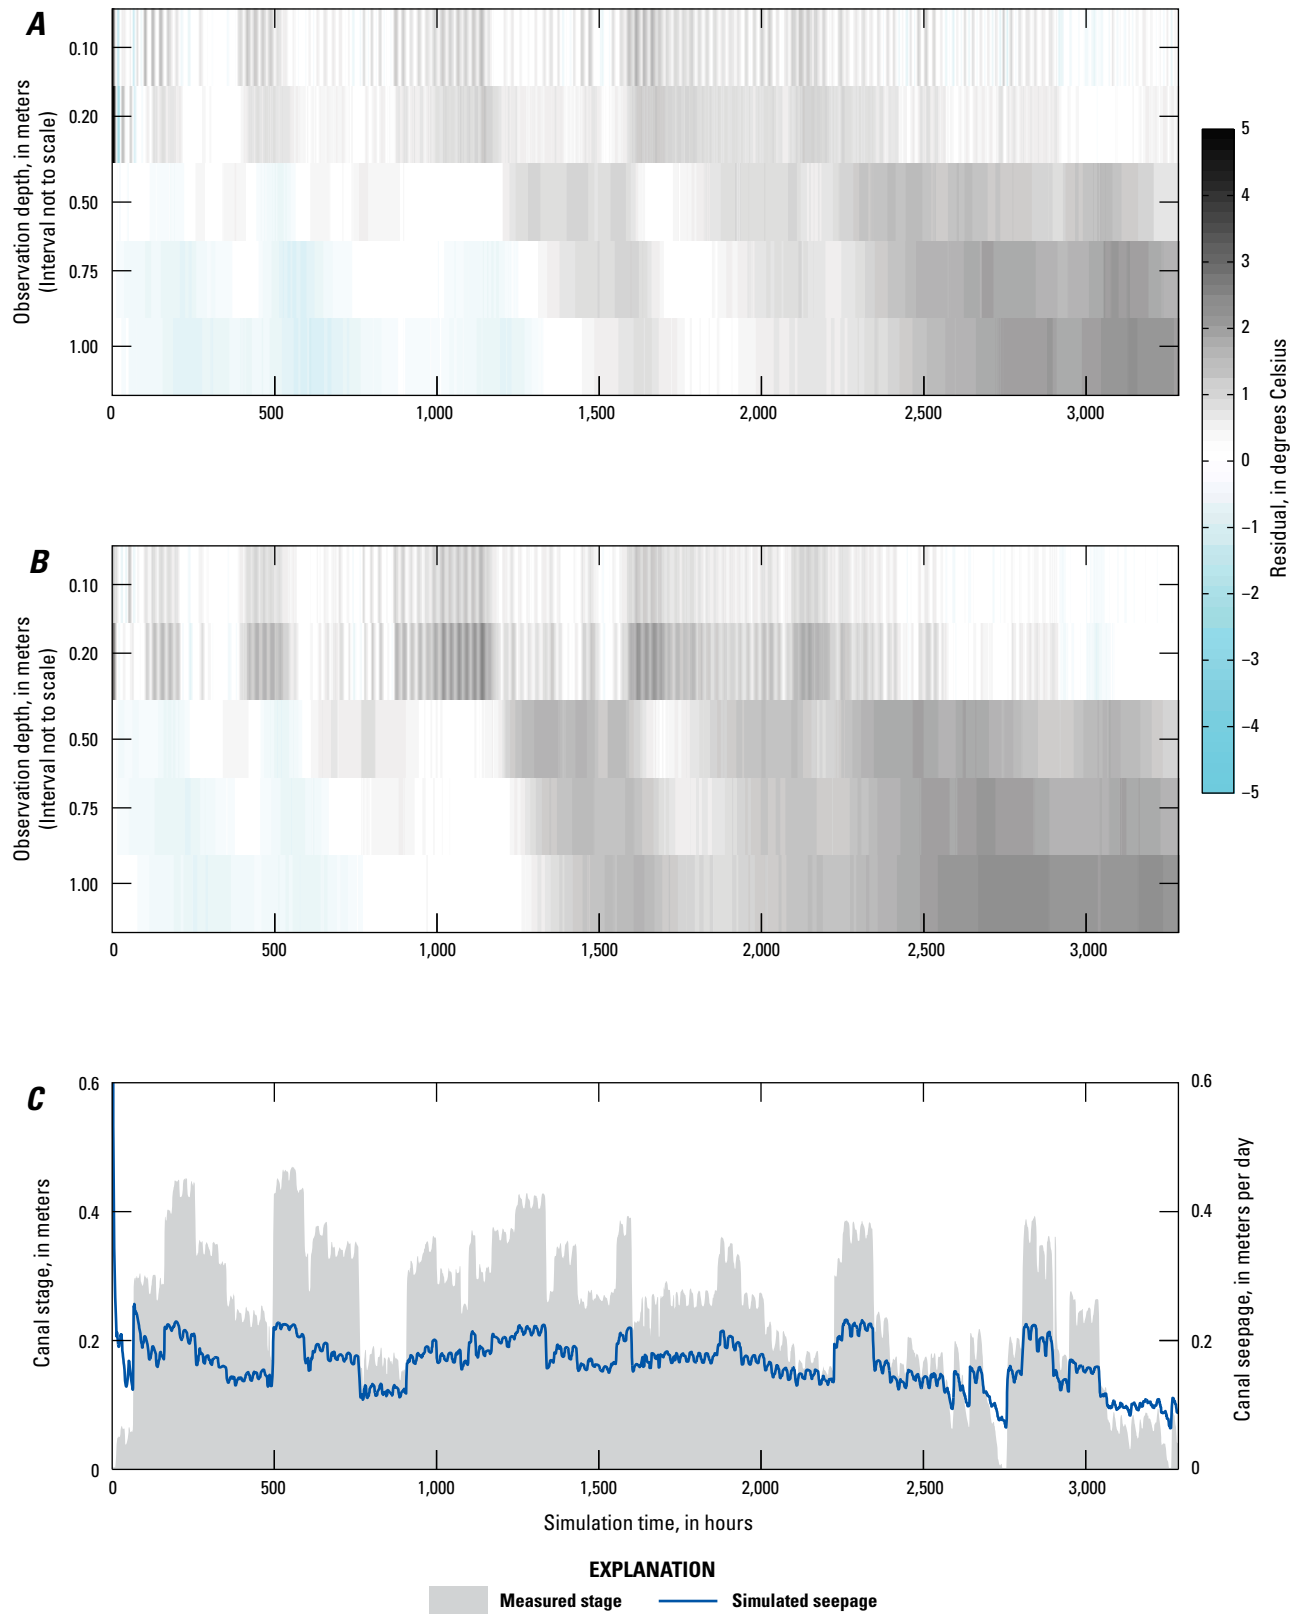 A
Observation depth, in meters
(Interval not to scale)
0.10
0.20
0.50
0.75
1.00
0 500 1,000 1,500 2,000 2,500 3,000
5
4
3
2
1
0
–1
–2
–3
–4
–5
Residual, in degrees Celsius
B
Observation depth, in meters
(Interval not to scale)
0.10
0.20
0.50
0.75
1.00
0 500 1,000 1,500 2,000 2,500 3,000
C
Canal stage, in meters
0.6
0.4
0.2
0
0.6
0.4
0.2
0
Canal seepage, in meters per day
0 500 1,000 1,500 2,000 2,500 3,000
Simulation time, in hours
EXPLANATION
Measured stage Simulated seepage